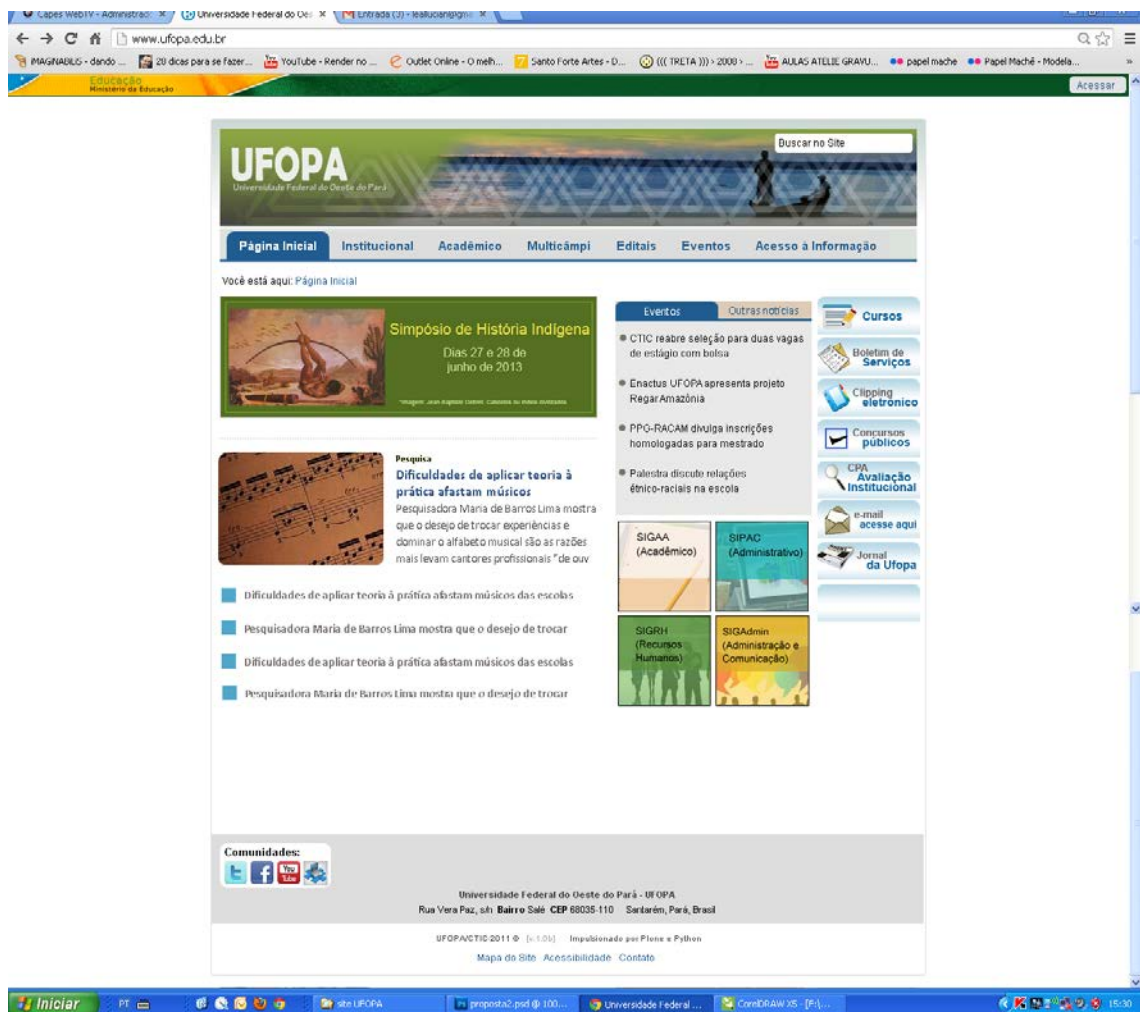 Capes WebTV - Administraç
Universidade Federal do Oes
Entrada (3) -
www.ufopa.edu.br
IMAGINABILIS - dando ...
20 dicas para se fazer...
YouTube - Render no ...
Outlet Online - O melh...
Santo Forte Artes - D...
((( TRETA ))) > 2008 > ...
AULAS ATELIE GRAVU...
papel mache
Papel Machê - Modela...
Educação
Ministério da Educação
Acessar
Buscar no Site
UFOPA
Universidade Federal do Oeste do Pará
Página Inicial
Institucional
Acadêmico
Multicâmpi
Editais
Eventos
Acesso à Informação
Você está aqui: Página Inicial
Simpósio de História Indígena
Dias 27 e 28 de
junho de 2013
Pesquisa
Dificuldades de aplicar teoria à
prática afastam músicos
Pesquisadora Maria de Barros Lima mostra
que o desejo de trocar experiências e
dominar o alfabeto musical são as razões
mais levam cantores profissionais "de ouv
Dificuldades de aplicar teoria à prática afastam músicos das escolas
Pesquisadora Maria de Barros Lima mostra que o desejo de trocar
Dificuldades de aplicar teoria à prática afastam músicos das escolas
Pesquisadora Maria de Barros Lima mostra que o desejo de trocar
Eventos
Outras notícias
CTIC reabre seleção para duas vagas
de estágio com bolsa
Enactus UFOPA apresenta projeto
Regar Amazônia
PPG-RACAM divulga inscrições
homologadas para mestrado
Palestra discute relações
étnico-raciais na escola
SIGAA
(Acadêmico)
SIPAC
(Administrativo)
SIGRH
(Recursos
Humanos)
SIGAdmin
(Administração e
Comunicação)
Cursos
Boletim de
Serviços
Clipping
eletrônico
Concursos
públicos
CPA
Avaliação
Institucional
e-mail
acesse aqui
Jornal
da Ufopa
Comunidades:
You
Tube
Universidade Federal do Oeste do Pará - UFOPA
Rua Vera Paz, s/n Bairro Salé CEP 68035-110 Santarém, Pará, Brasil
UFOPA/CTIC-2011 © [v.1.0b] Impulsionado por Plone e Python
Mapa do Site Acessibilidade Contato
Iniciar
PT
site UFOPA
proposta2.psd @ 100...
Universidade Federal ...
CorelDRAW X5 - [F:\...
15:30